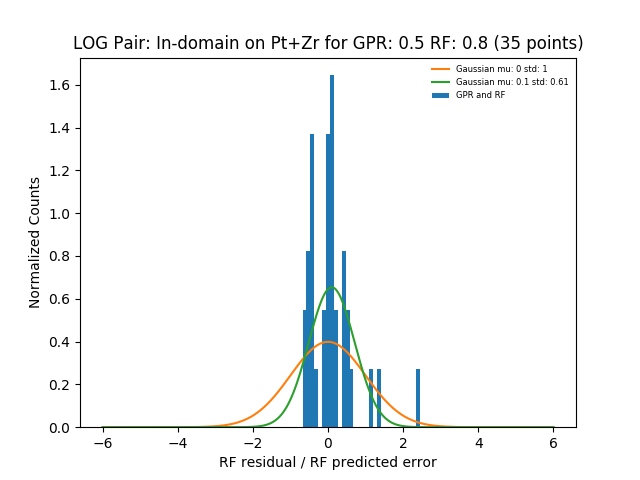 LOG Pair: In-domain on Pt+Zr for GPR: 0.5 RF: 0.8 (35 points)
Gaussian mu: 0 std: 1
Gaussian mu: 0.1 std: 0.61
GPR and RF
Normalized Counts
1.6
1.4
1.2
1.0
0.8
0.6
0.4
0.2
0.0
−6
−4
−2
0
2
4
6
RF residual / RF predicted error